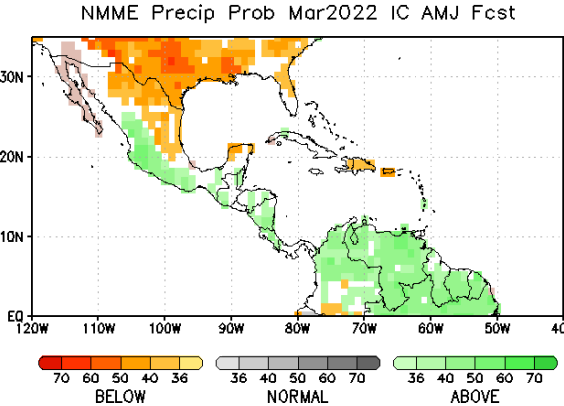 NMME Precip Prob Mar2022 IC AMJ Fcst
30N
20N
10N
EQ
120W 110W 100W 90W 80W 70W 60W 50W 40
70 60 50 40 36 36 40 50 60 70 36 40 50 60 70
BELOW NORMAL ABOVE